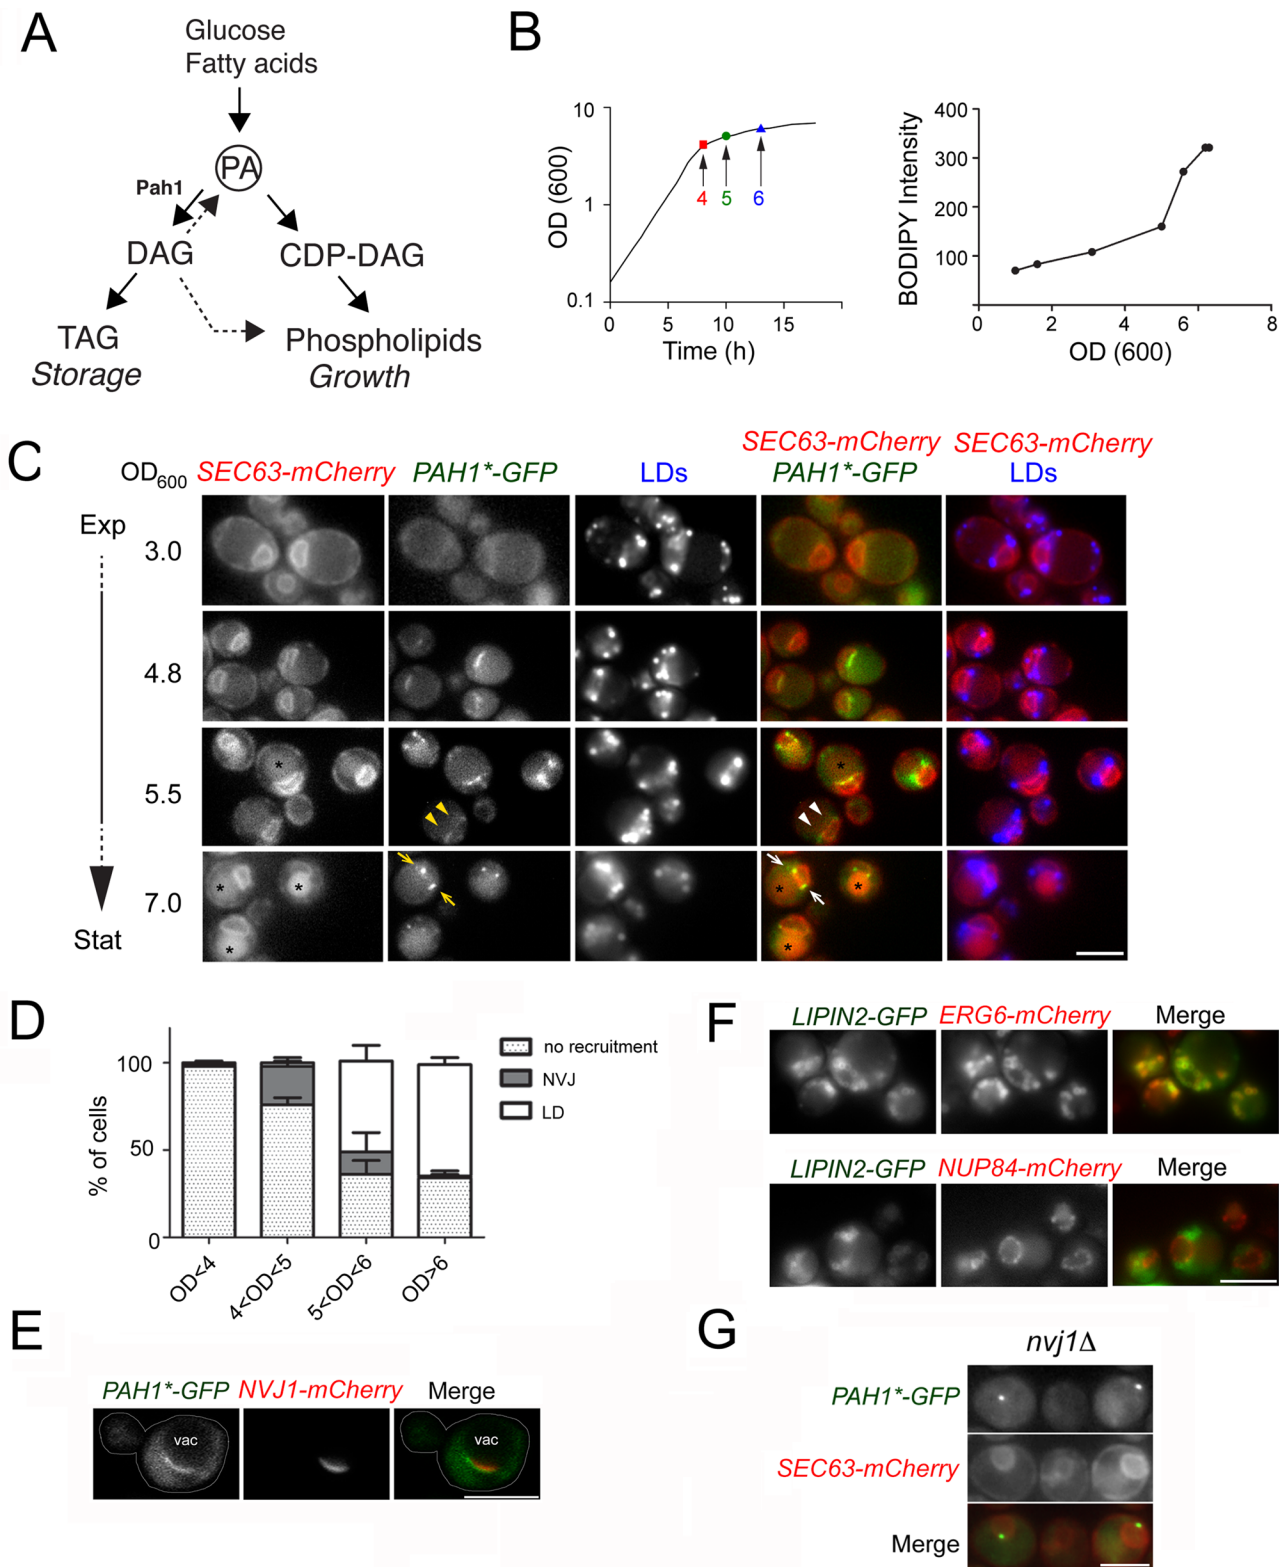 A
Glucose
Fatty acids
PA
Pah1
DAG
CDP-DAG
TAG
Storage
Phospholipids
Growth
B
10
1
0.1
OD (600)
4
5
6
0
5
10
15
Time (h)
400
300
200
100
BODIPY Intensity
0
2
4
6
8
OD (600)
C
OD600
SEC63-mCherry
PAH1*-GFP
LDs
SEC63-mCherry
PAH1*-GFP
SEC63-mCherry
LDs
Exp
3.0
4.8
5.5
*
*
7.0
*
*
*
*
*
*
Stat
D
100
50
0
% of cells
OD<4
4<OD<5
5<OD<6
OD>6
no recruitment
NVJ
LD
E
PAH1*-GFP
NVJ1-mCherry
Merge
vac
vac
F
LIPIN2-GFP
ERG6-mCherry
Merge
LIPIN2-GFP
NUP84-mCherry
Merge
G
nvj1Δ
PAH1*-GFP
SEC63-mCherry
Merge